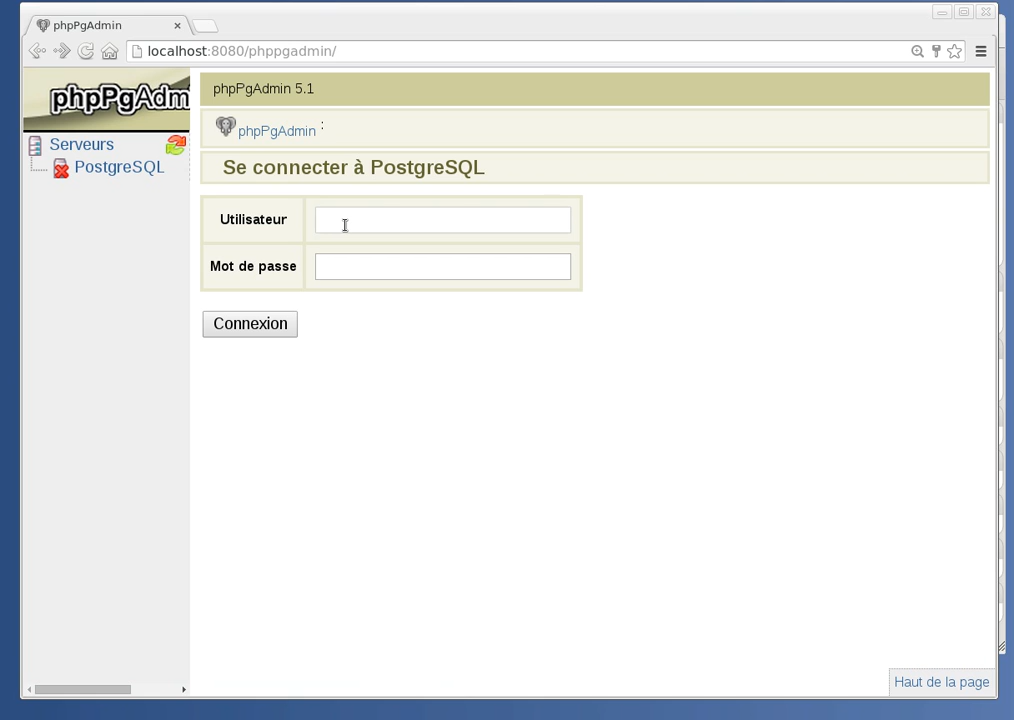 phpPgAdmin
localhost:8080/phppgadmin/
phpPgAdm
phpPgAdmin 5.1
phpPgAdmin :
Serveurs
PostgreSQL
Se connecter à PostgreSQL
Utilisateur
Mot de passe
Connexion
Haut de la page